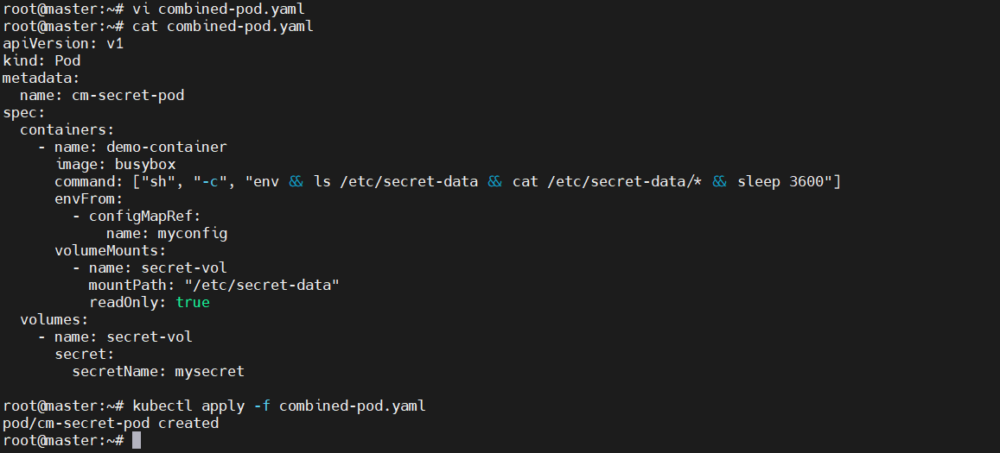 root@master:~# vi combined-pod.yaml
root@master:~# cat combined-pod.yaml
apiVersion: v1
kind: Pod
metadata:
  name: cm-secret-pod
spec:
  containers:
    - name: demo-container
      image: busybox
      command: ["sh", "-c", "env && ls /etc/secret-data && cat /etc/secret-data/* && sleep 3600"]
      envFrom:
        - configMapRef:
            name: myconfig
      volumeMounts:
        - name: secret-vol
          mountPath: "/etc/secret-data"
          readOnly: true
  volumes:
    - name: secret-vol
      secret:
        secretName: mysecret

root@master:~# kubectl apply -f combined-pod.yaml
pod/cm-secret-pod created
root@master:~#